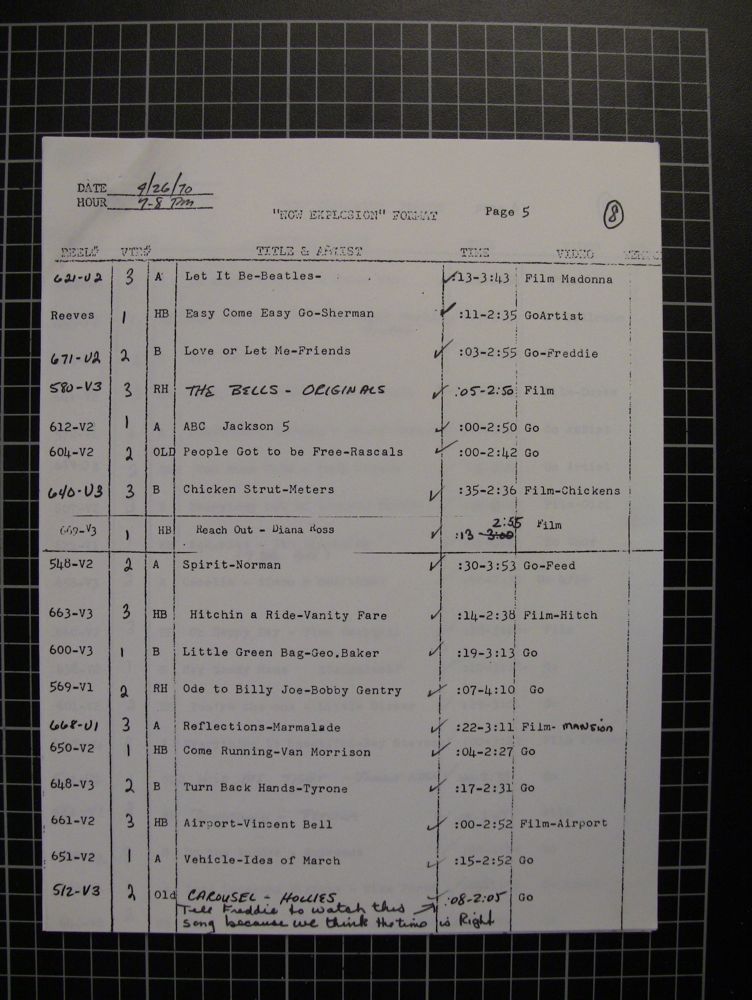 DATE 4/26/70
HOUR 7-8 Pm
"NOW EXPLOSION" FORMAT Page 5 8
REEL# VTR# TITLE & ARTIST TIME VIDEO
621-V2 3 A Let It Be-Beatles- :13-3:43 Film Madonna
Reeves 1 HB Easy Come Easy Go-Sherman :11-2:35 GoArtist
671-V2 2 B Love or Let Me-Friends :03-2:55 Go-Freddie
580-V3 3 RH THE BELLS - ORIGINALS :05-2:56 Film
612-V2 1 A ABC Jackson 5 :00-2:50 Go
604-V2 2 OLD People Got to be Free-Rascals :00-2:42 Go
640-V3 3 B Chicken Strut-Meters :35-2:36 Film-Chickens
669-V3 1 HB Reach Out - Diana Ross :13 - 3:00 2:55 Film
548-V2 2 A Spirit-Norman :30-3:53 Go-Feed
663-V3 3 HB Hitchin a Ride-Vanity Fare :14-2:38 Film-Hitch
600-V3 1 B Little Green Bag-Geo.Baker :19-3:13 Go
569-V1 2 RH Ode to Billy Joe-Bobby Gentry :07-4:10 Go
668-V1 3 A Reflections-Marmalade :22-3:11 Film- MANSION
650-V2 1 HB Come Running-Van Morrison :04-2:27 Go
648-V3 2 B Turn Back Hands-Tyrone :17-2:31 Go
661-V2 3 HB Airport-Vincent Bell :00-2:52 Film-Airport
651-V2 1 A Vehicle-Ides of March :15-2:52 Go
512-V3 2 Old CAROUSEL - HOLLIES :08-2:05 Go
Tell Freddie to watch this
song because we think the time is Right